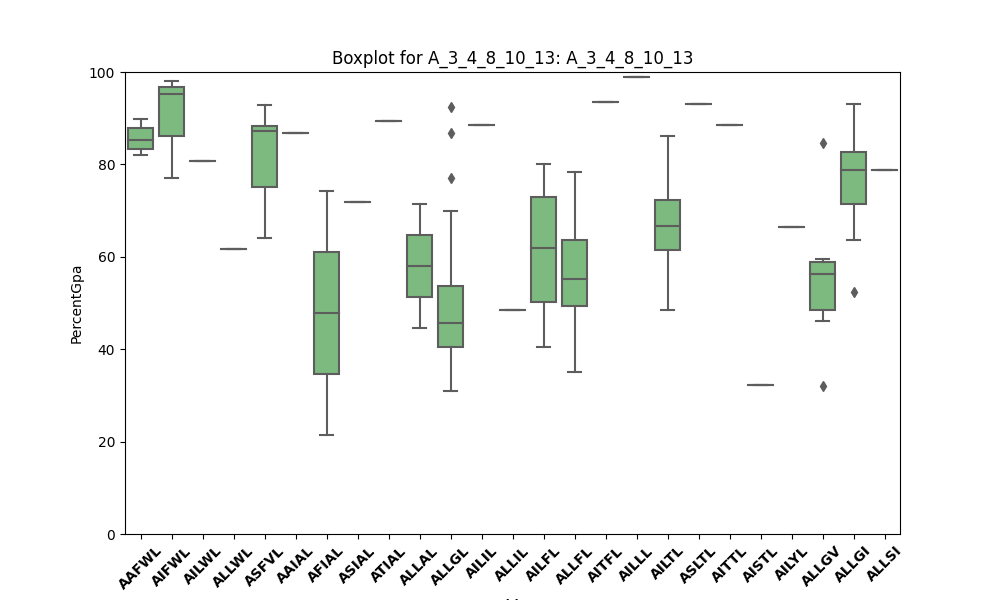 Boxplot for A_3_4_8_10_13: A_3_4_8_10_13
PercentGpa
100
80
60
40
20
0
AAFWL
AIFWL
AILWL
ALLWL
ASFVL
AAIAL
AFIAL
ASIAL
ATIAL
ALLAL
ALLGL
AILIL
ALLIL
AILFL
ALLFL
AITFL
AILLL
AILTL
ASLTL
AITTL
AISTL
AILYL
ALLGV
ALLGI
ALLSI